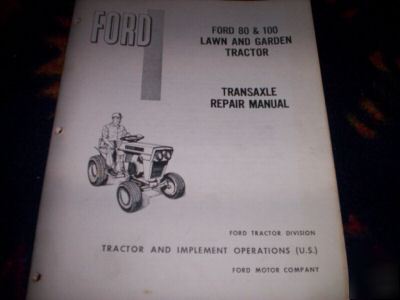 FORD
FORD 80 & 100
LAWN AND GARDEN
TRACTOR
TRANSAXLE
REPAIR MANUAL
FORD TRACTOR DIVISION
TRACTOR AND IMPLEMENT OPERATIONS (U.S.)
FORD MOTOR COMPANY